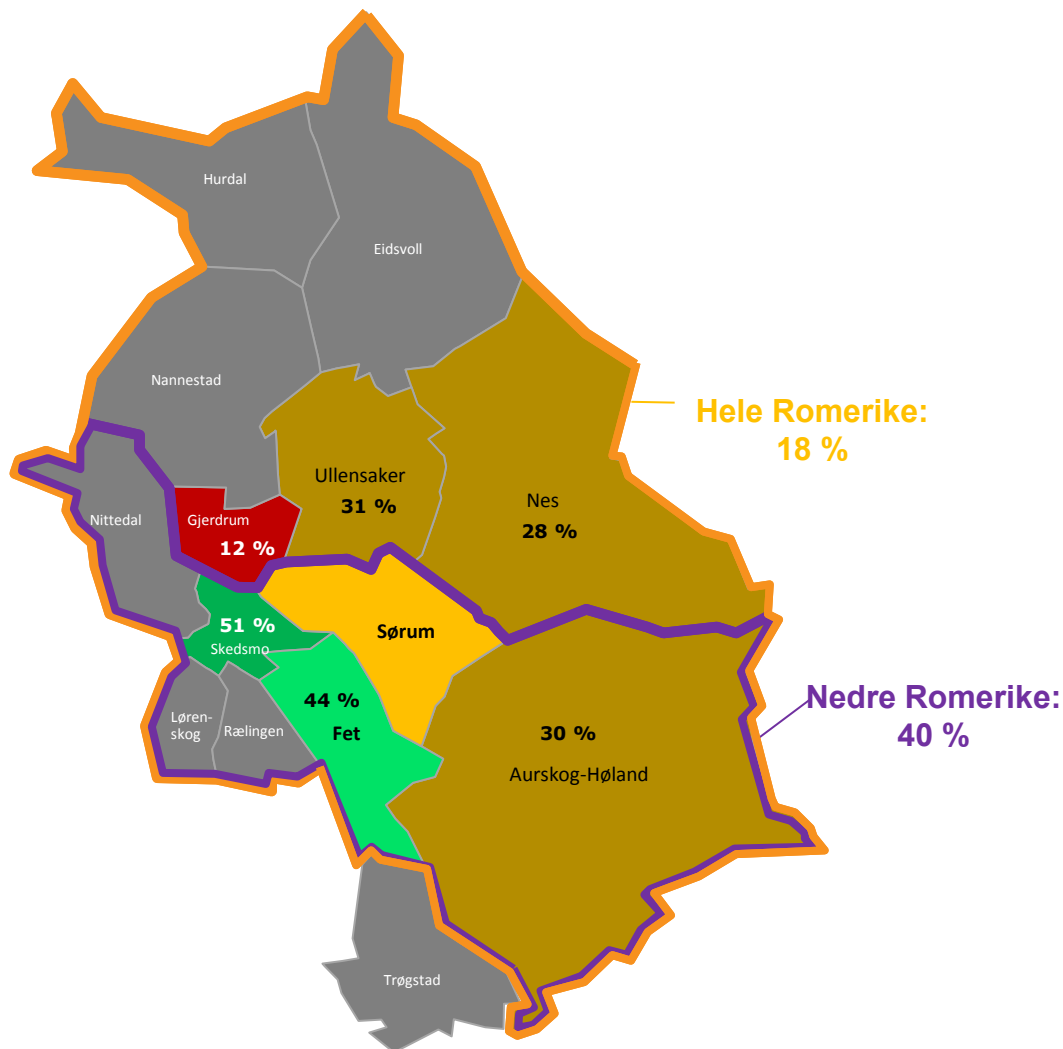 Hurdal
Eidsvoll
Nannestad
Hele Romerike:
18 %
Ullensaker
31 %
Nes
28 %
Nittedal
Gjerdrum
12 %
51 %
Skedsmo
Sørum
44 %
Fet
Nedre Romerike:
40 %
Løren-
skog
Rælingen
30 %
Aurskog-Høland
Trøgstad